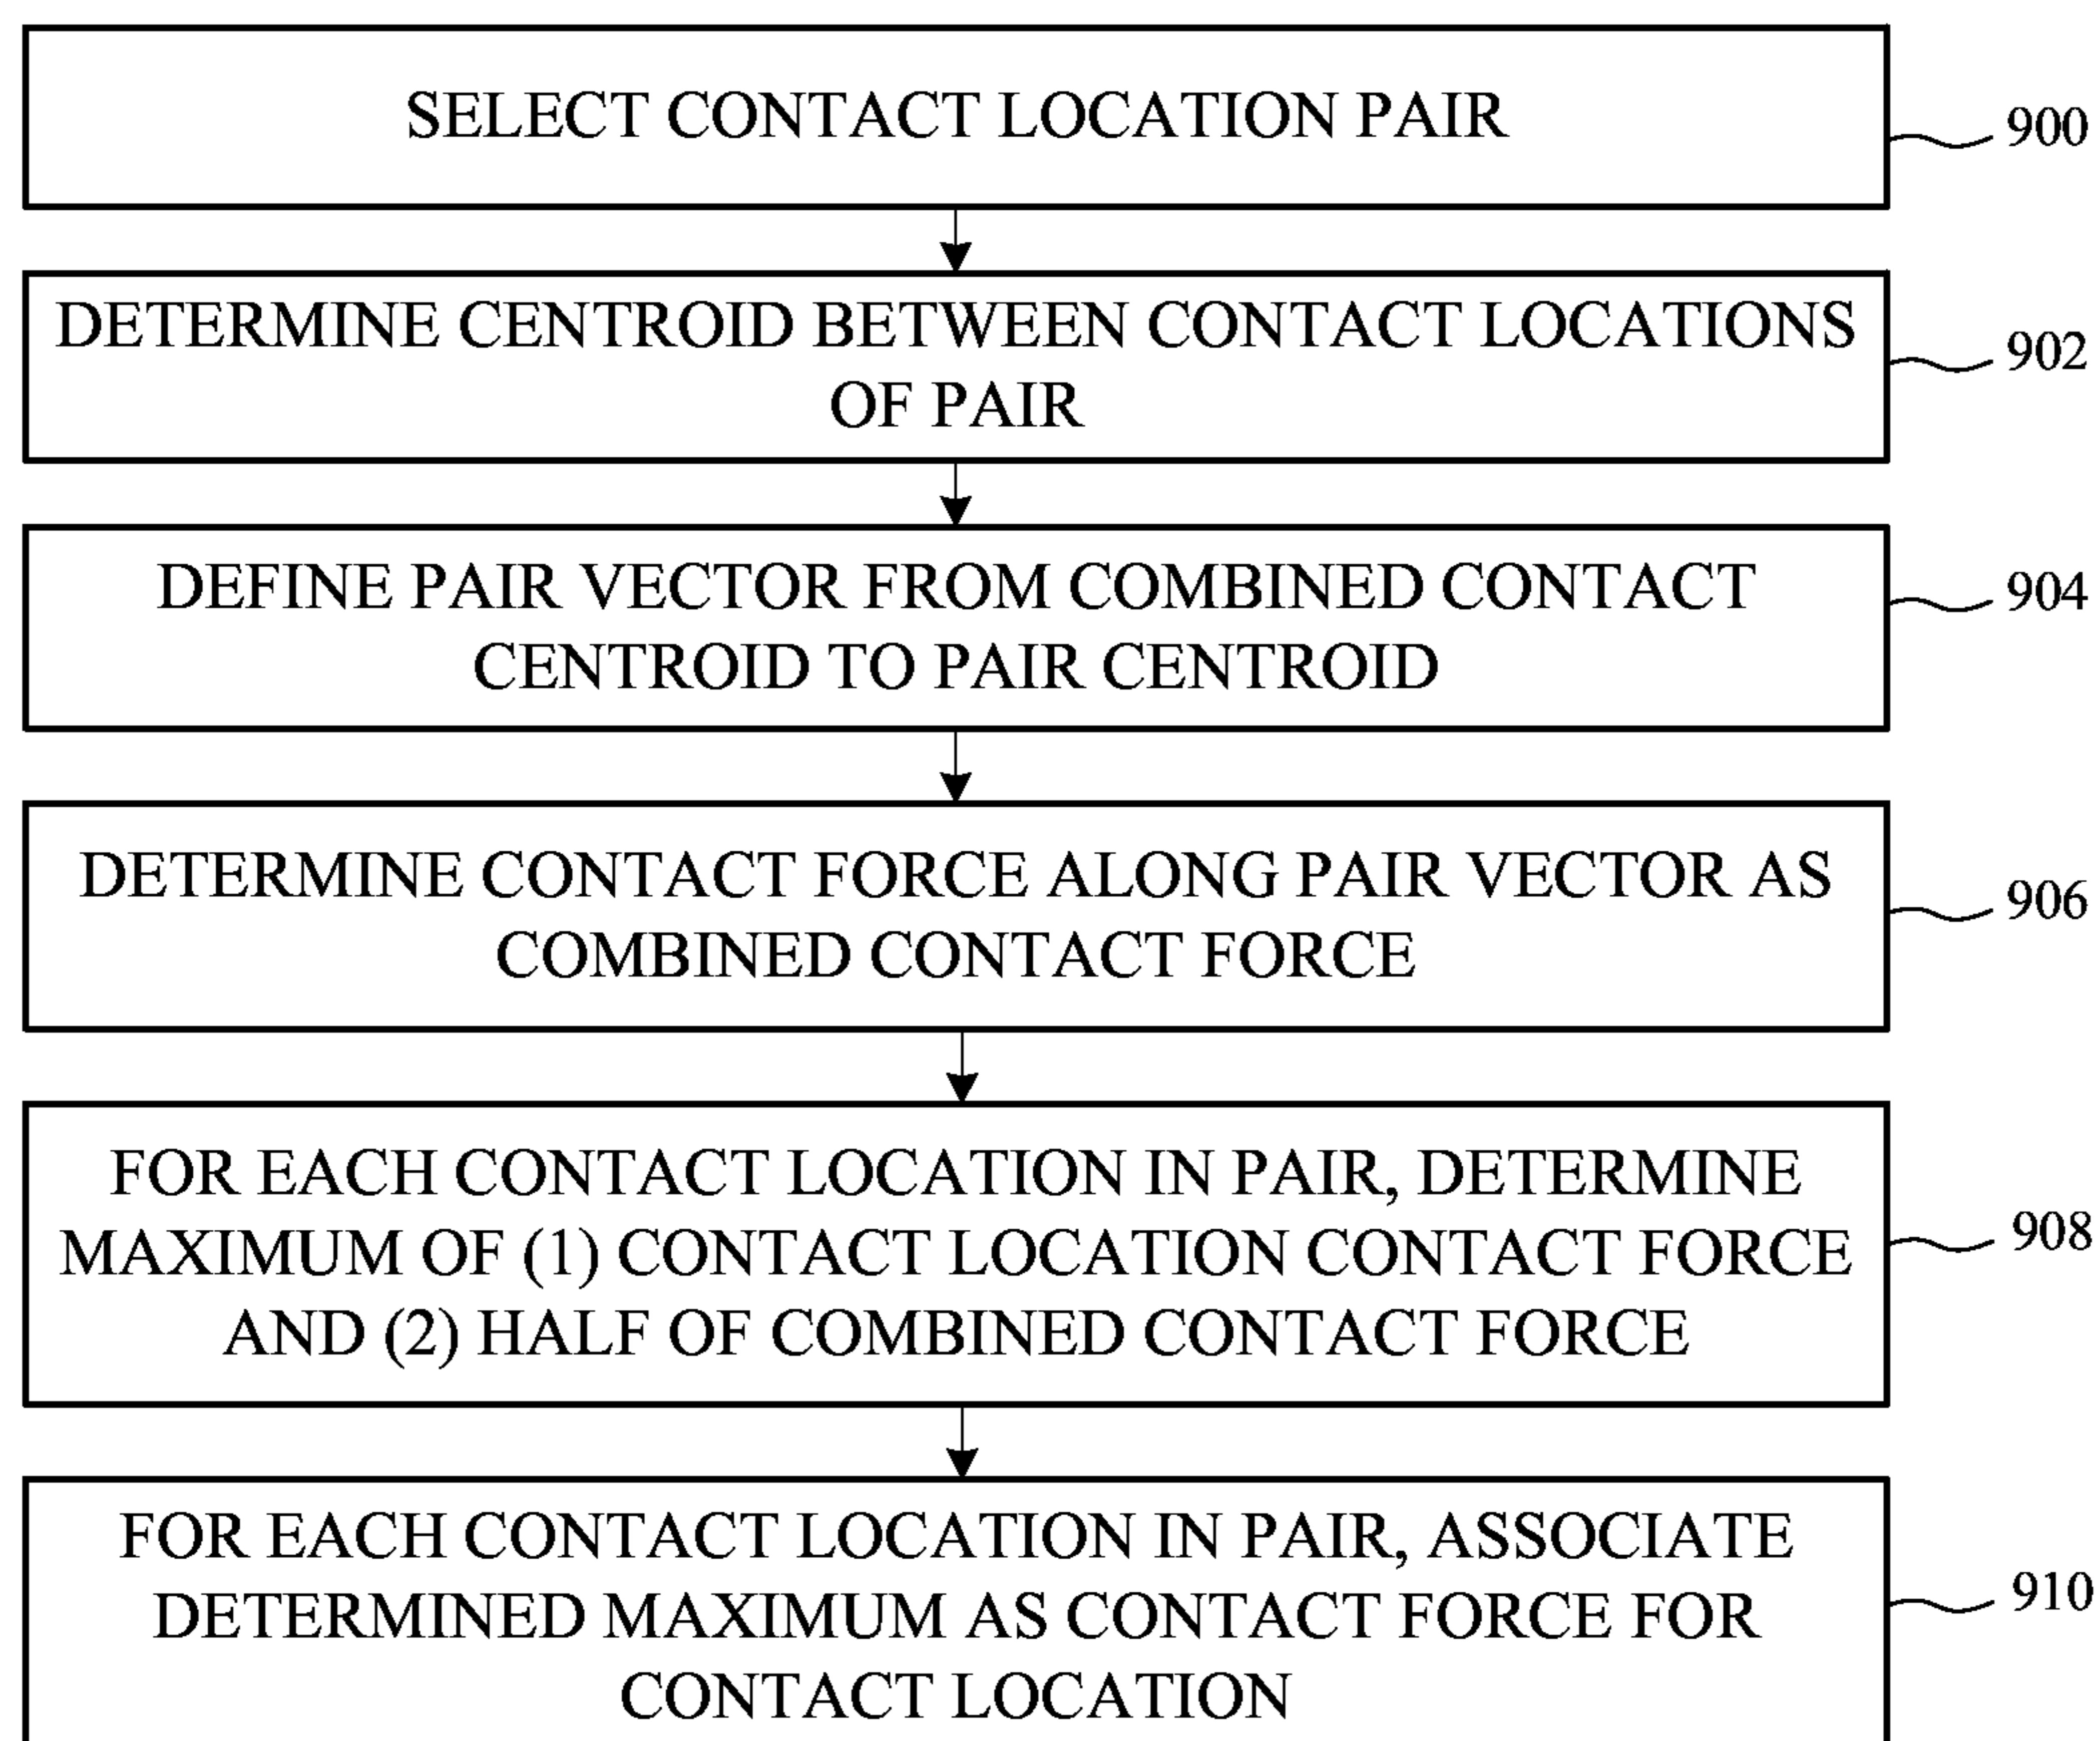 SELECT CONTACT LOCATION PAIR
900
DETERMINE CENTROID BETWEEN CONTACT LOCATIONS
OF PAIR
902
DEFINE PAIR VECTOR FROM COMBINED CONTACT
CENTROID TO PAIR CENTROID
904
DETERMINE CONTACT FORCE ALONG PAIR VECTOR AS
COMBINED CONTACT FORCE
906
FOR EACH CONTACT LOCATION IN PAIR, DETERMINE
MAXIMUM OF (1) CONTACT LOCATION CONTACT FORCE
AND (2) HALF OF COMBINED CONTACT FORCE
908
FOR EACH CONTACT LOCATION IN PAIR, ASSOCIATE
DETERMINED MAXIMUM AS CONTACT FORCE FOR
CONTACT LOCATION
910